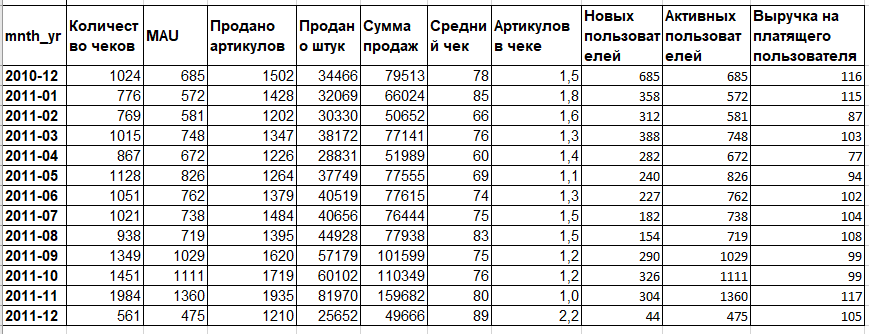 mnth_yr Количест во чеков MAU Продано артикулов Продан о штук Сумма продаж Средни й чек Артикулов в чеке Новых пользоват елей Активных пользоват елей Выручка на платящего пользователя
2010-12 1024 685 1502 34466 79513 78 1,5 685 685 116
2011-01 776 572 1428 32069 66024 85 1,8 358 572 115
2011-02 769 581 1202 30330 50652 66 1,6 312 581 87
2011-03 1015 748 1347 38172 77141 76 1,3 388 748 103
2011-04 867 672 1226 28831 51989 60 1,4 282 672 77
2011-05 1128 826 1264 37749 77555 69 1,1 240 826 94
2011-06 1051 762 1379 40519 77615 74 1,3 227 762 102
2011-07 1021 738 1484 40656 76444 75 1,5 182 738 104
2011-08 938 719 1395 44928 77938 83 1,5 154 719 108
2011-09 1349 1029 1620 57179 101599 75 1,2 290 1029 99
2011-10 1451 1111 1719 60102 110349 76 1,2 326 1111 99
2011-11 1984 1360 1935 81970 159682 80 1,0 304 1360 117
2011-12 561 475 1210 25652 49666 89 2,2 44 475 105